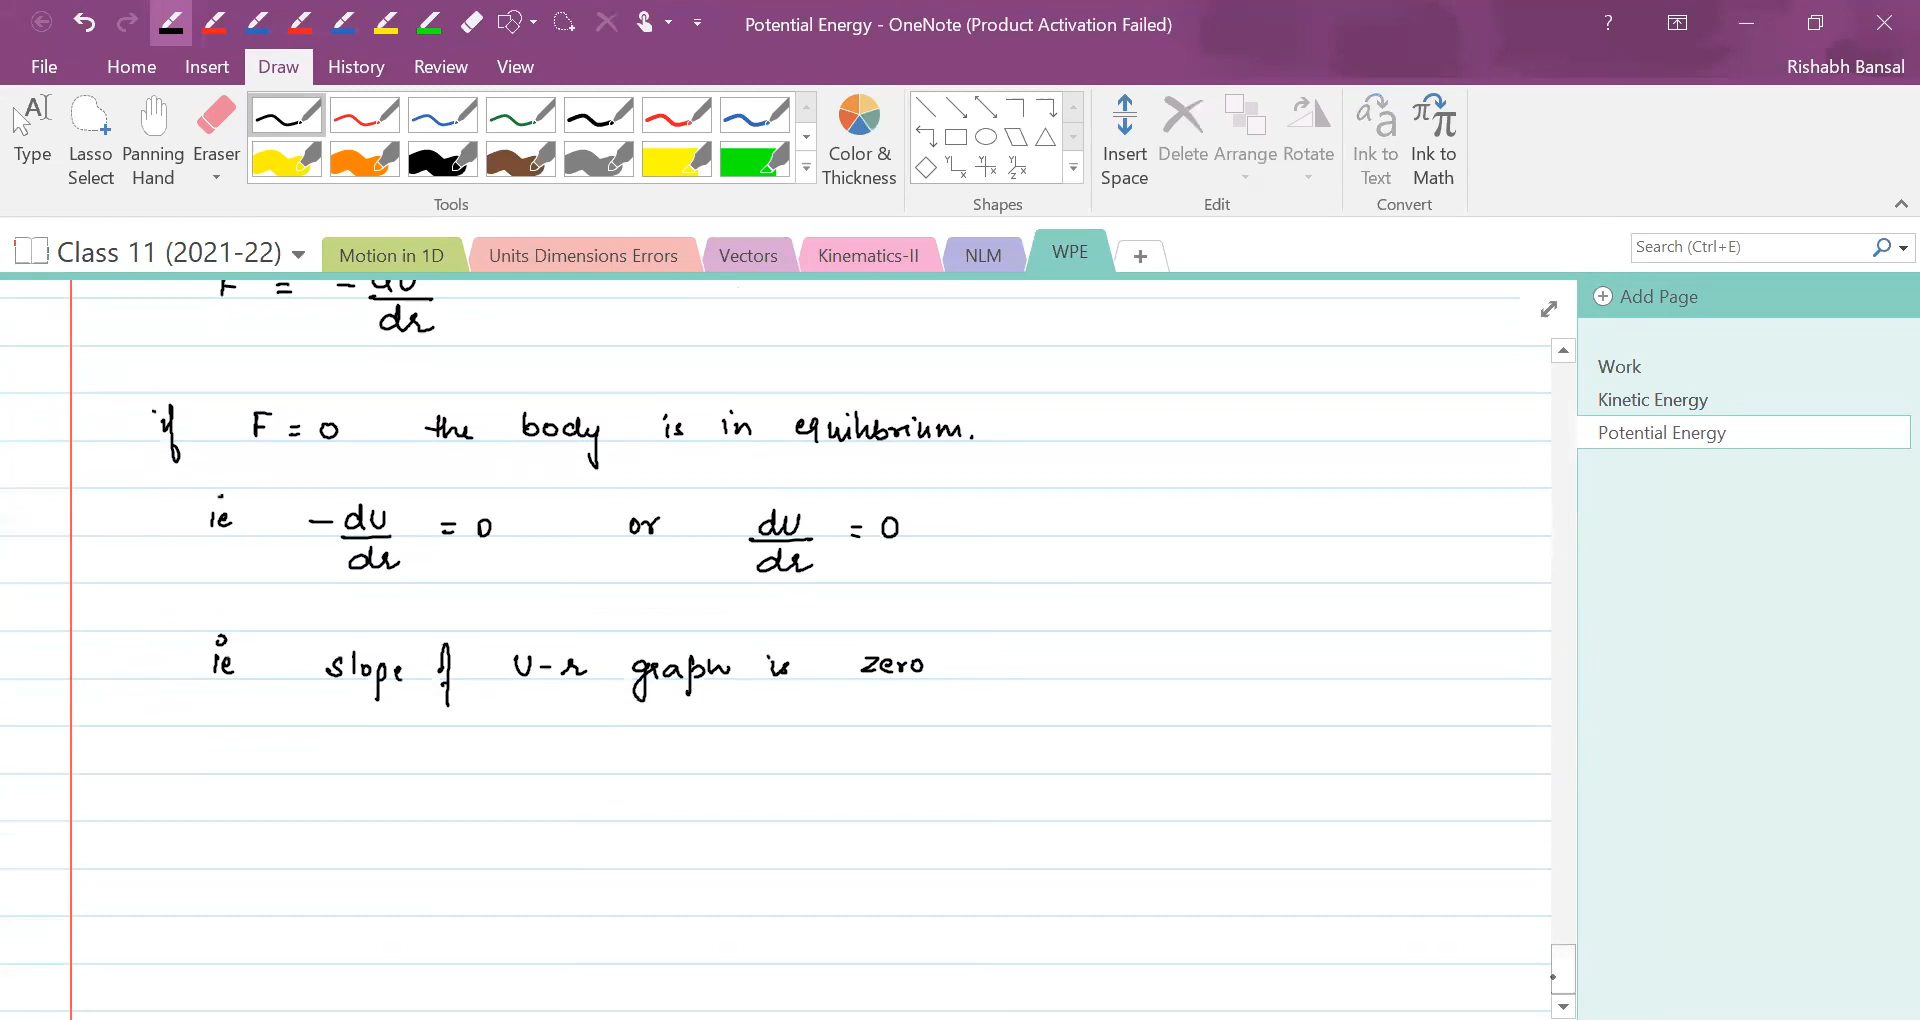 Potential Energy - OneNote (Product Activation Failed)
?
File Home Insert Draw History Review View
Rishabh Bansal
Type
Lasso Select
Panning Hand
Eraser
Color & Thickness
Insert Space
Delete Arrange Rotate
Ink to Text
Ink to Math
Tools
Shapes
Edit
Convert
Class 11 (2021-22)
Motion in 1D
Units Dimensions Errors
Vectors
Kinematics-II
NLM
WPE
Search (Ctrl+E)
Add Page
Work
Kinetic Energy
Potential Energy
F = - dU/dr
if F = 0 the body is in equilibrium.
ie - dU/dr = 0 or dU/dr = 0
ie slope of U-r graph is zero